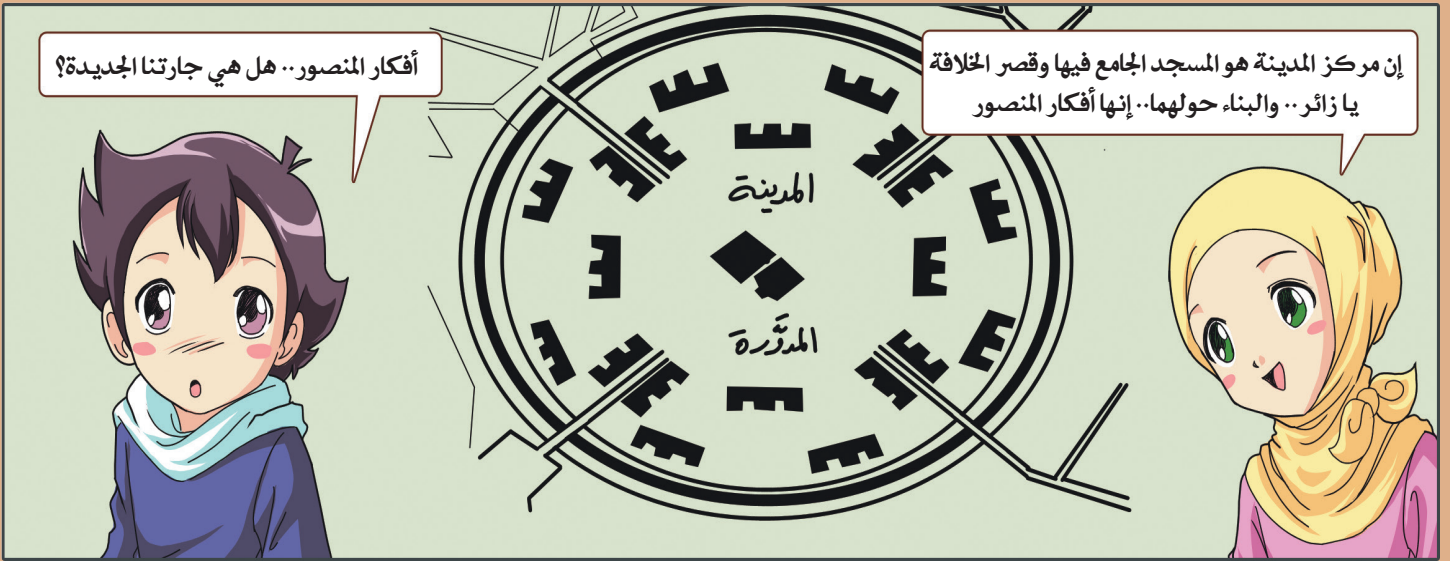 إن مركز المدينة هو المسجد الجامع فيها وقصر الخلافة
يا زائر.. والبناء حولهما.. إنها أفكار المنصور
أفكار المنصور.. هل هي جارتنا الجديدة؟
المدينة
المدوَّرة